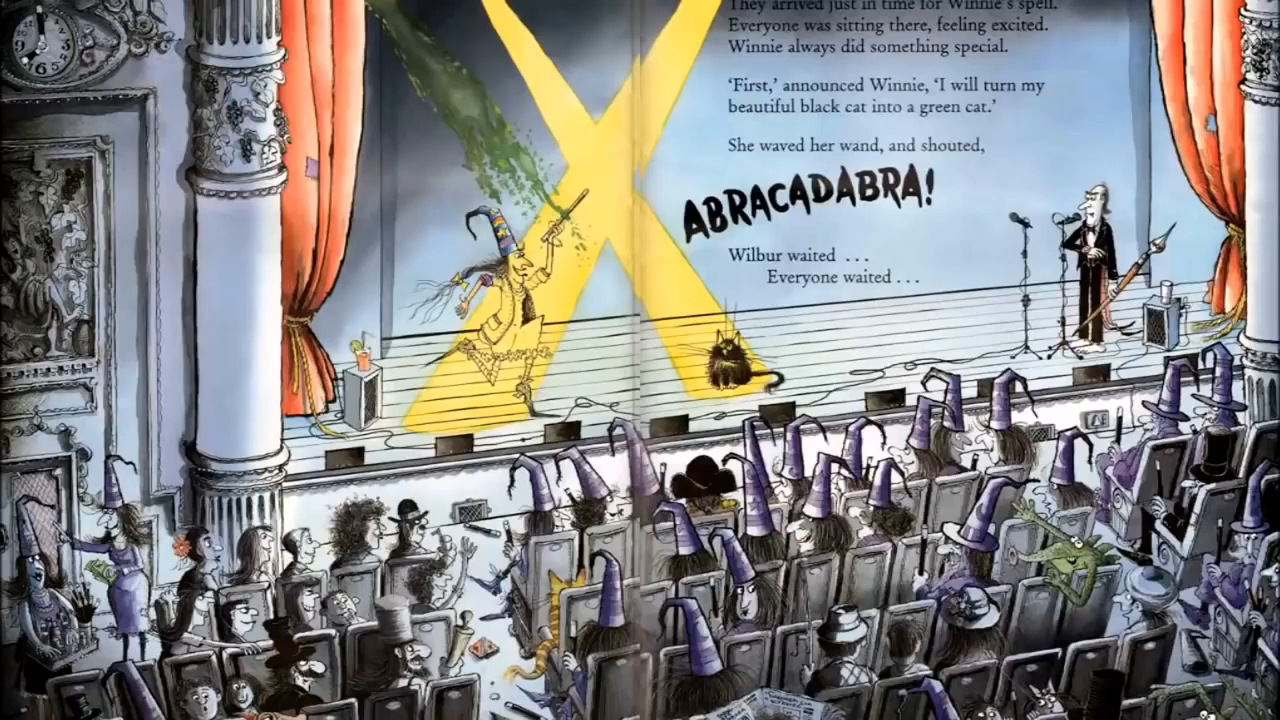 They arrived just in time for Winnie's spell.
Everyone was sitting there, feeling excited.
Winnie always did something special.
‘First,’ announced Winnie, ‘I will turn my
beautiful black cat into a green cat.’
She waved her wand, and shouted,
ABRACADABRA!
Wilbur waited ...
Everyone waited ...